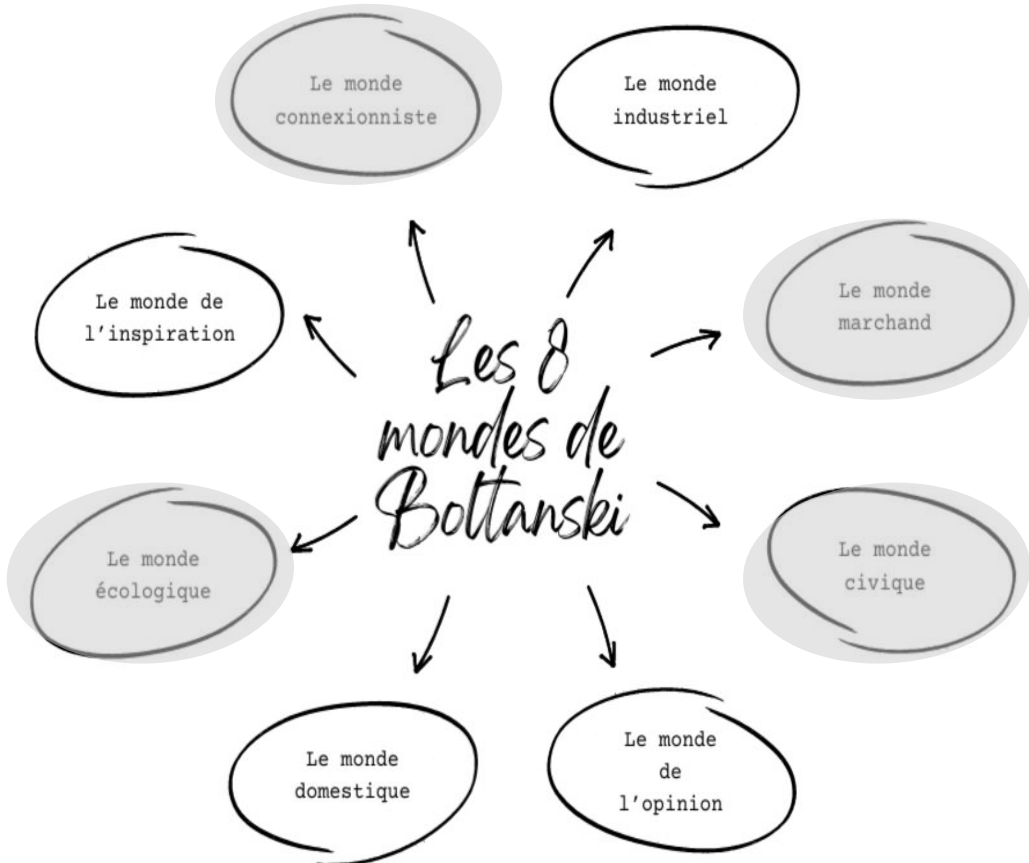 Le monde
connexionniste
Le monde
industriel
Le monde de
l'inspiration
Le monde
marchand
Les 8
mondes de
Boltanski
Le monde
écologique
Le monde
civique
Le monde
domestique
Le monde
de
l'opinion